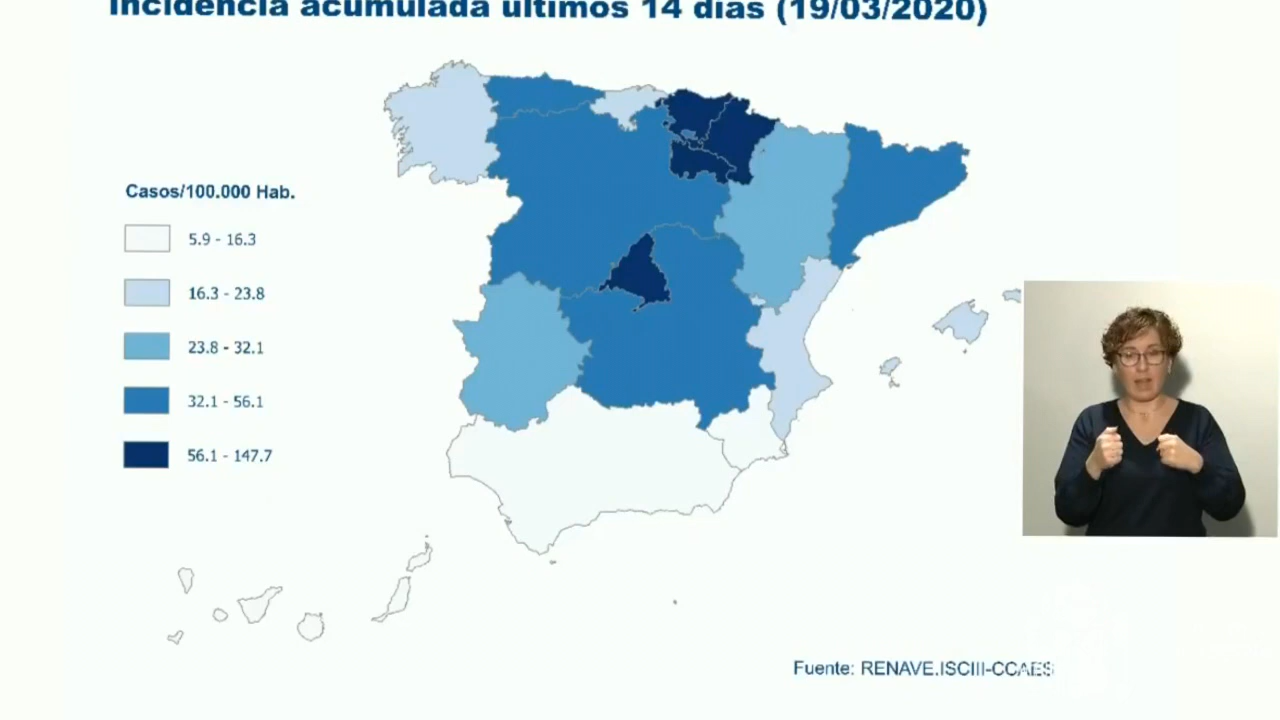 Incidencia acumulada últimos 14 días (19/03/2020)
Casos/100.000 Hab.
5.9 - 16.3
16.3 - 23.8
23.8 - 32.1
32.1 - 56.1
56.1 - 147.7
Fuente: RENAVE.ISCIII-CCAES